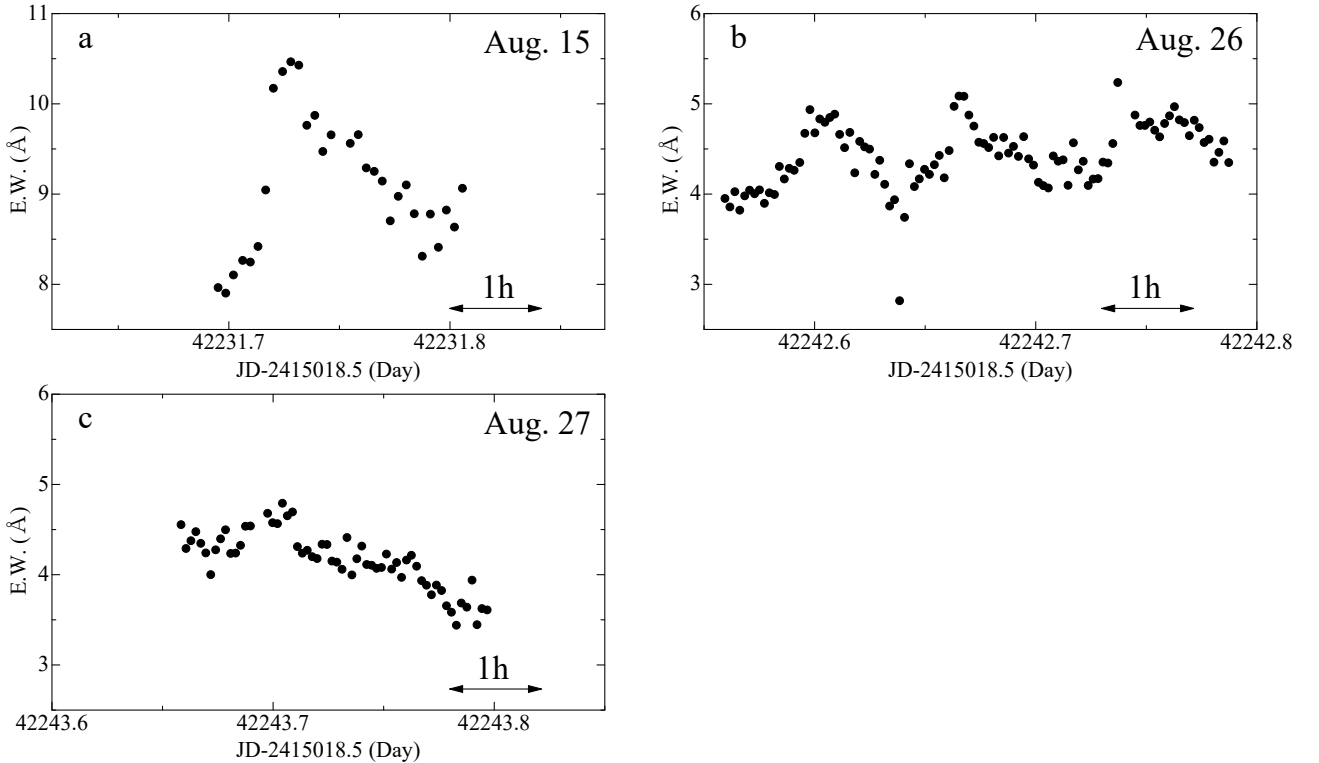 a
Aug. 15
11
10
9
8
E.W. (Å)
1h
42231.7
42231.8
JD-2415018.5 (Day)
b
Aug. 26
6
5
4
3
E.W. (Å)
1h
42242.6
42242.7
42242.8
JD-2415018.5 (Day)
c
Aug. 27
6
5
4
3
E.W. (Å)
1h
42243.6
42243.7
42243.8
JD-2415018.5 (Day)